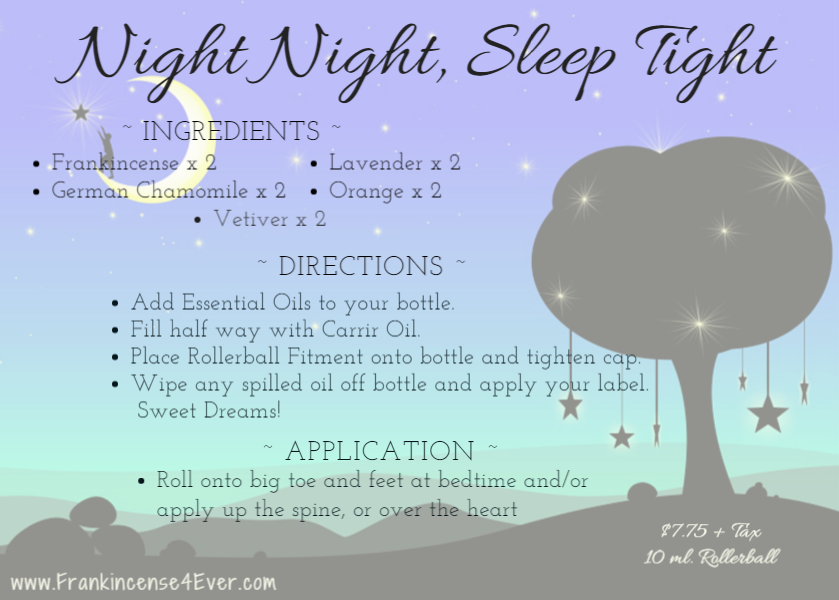 Night Night, Sleep Tight
~ INGREDIENTS ~
• Frankincense x 2 • Lavender x 2
• German Chamomile x 2 • Orange x 2
• Vetiver x 2
~ DIRECTIONS ~
• Add Essential Oils to your bottle.
• Fill half way with Carrir Oil.
• Place Rollerball Fitment onto bottle and tighten cap.
• Wipe any spilled oil off bottle and apply your label.
Sweet Dreams!
~ APPLICATION ~
• Roll onto big toe and feet at bedtime and/or
apply up the spine, or over the heart
$7.75 + Tax
10 ml. Rollerball
www.Frankincense4Ever.com